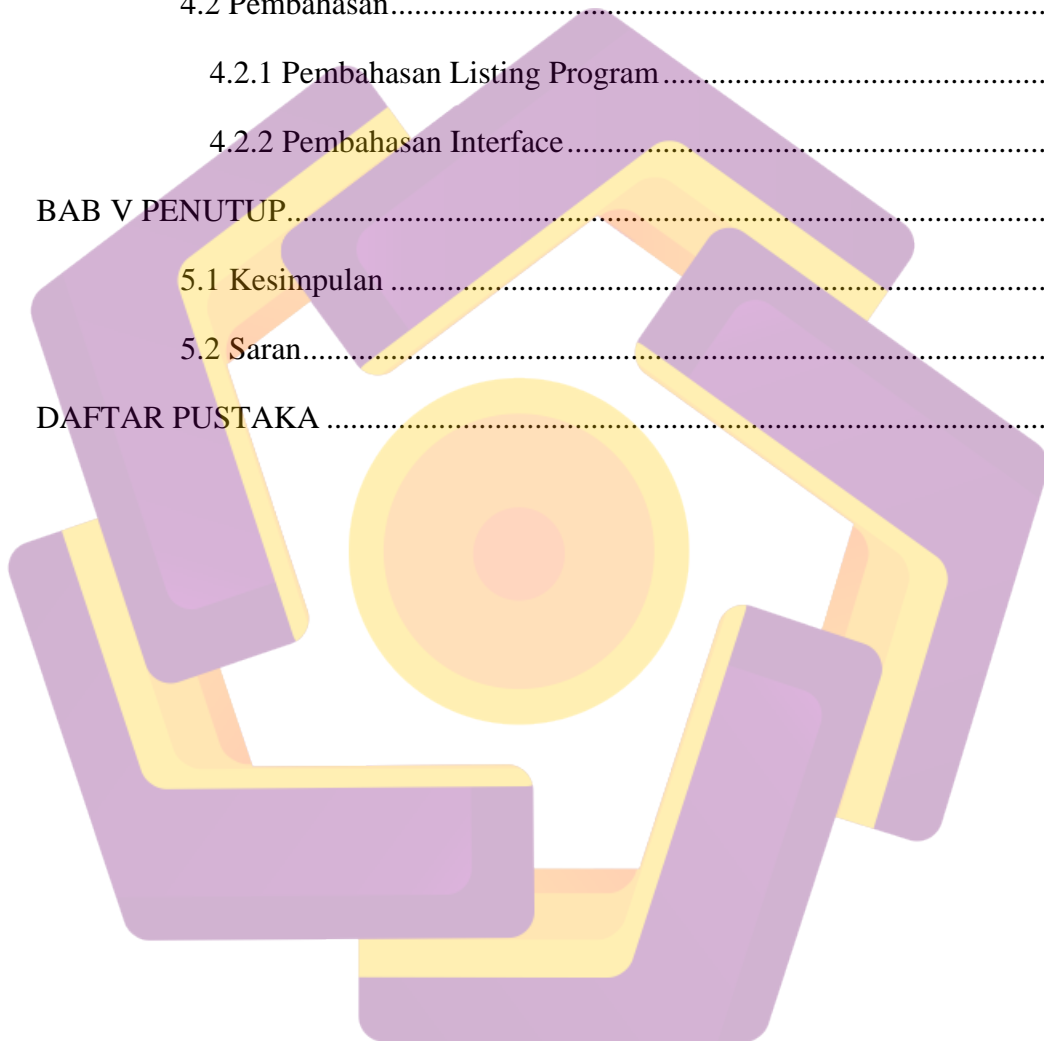 4.2 Pembahasan........................................................................
4.2.1 Pembahasan Listing Program................................................
4.2.2 Pembahasan Interface............................................................
BAB V PENUTUP................................................................................................
5.1 Kesimpulan ...................................................................................
5.2 Saran..............................................................................................
DAFTAR PUSTAKA ...........................................................................................